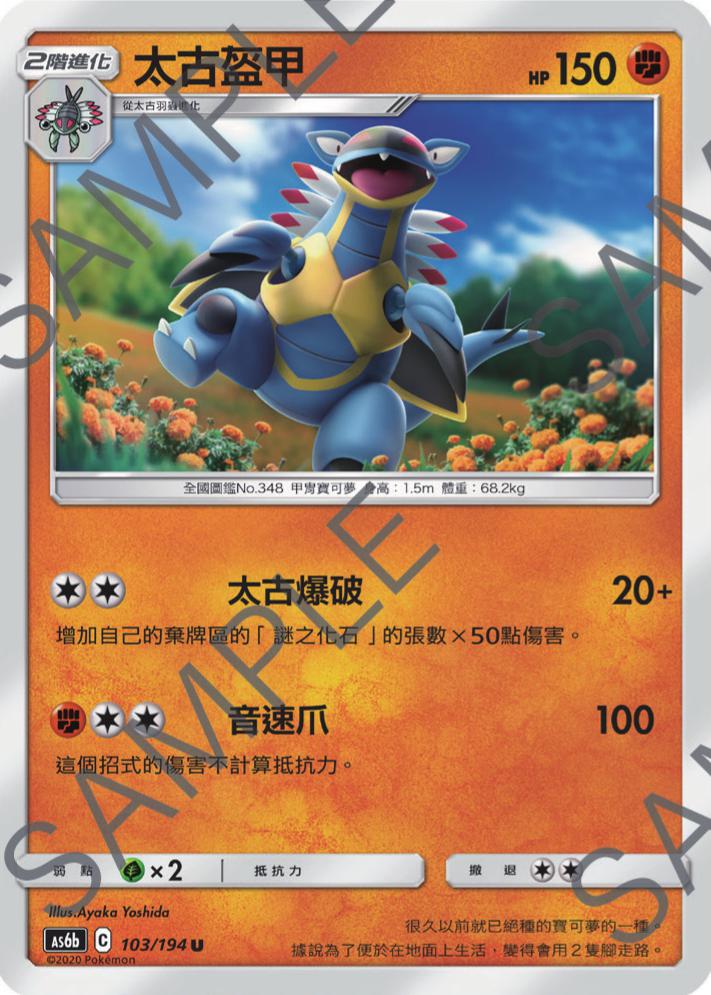 2階進化
太古盔甲
HP 150
從太古羽蟲進化
全國圖鑑No.348 甲冑寶可夢 身高：1.5m 體重：68.2kg
太古爆破 20+
增加自己的棄牌區的「謎之化石」的張數×50點傷害。
音速爪 100
這個招式的傷害不計算抵抗力。
弱點 ×2 抵抗力 撤退
Illus.Ayaka Yoshida
AS6b C 103/194 U
©2020 Pokémon
很久以前就已絕種的寶可夢的一種。
據說為了便於在地面上生活，變得會用２隻腳走路。
SAMPLE
SAMPLE
SAMPLE